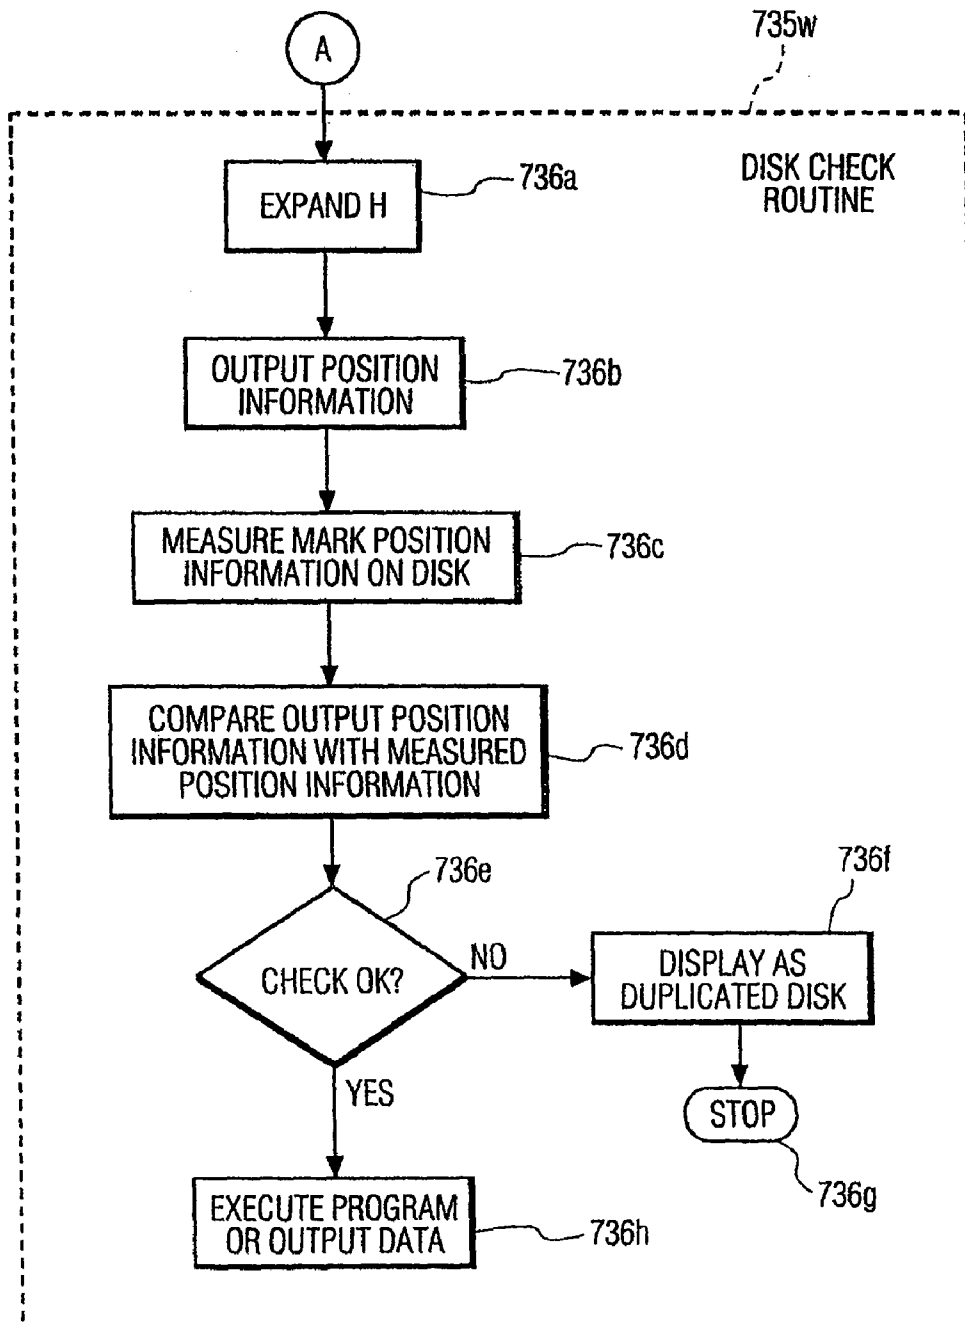 A
735w
DISK CHECK
ROUTINE
EXPAND H
736a
OUTPUT POSITION
INFORMATION
736b
MEASURE MARK POSITION
INFORMATION ON DISK
736c
COMPARE OUTPUT POSITION
INFORMATION WITH MEASURED
POSITION INFORMATION
736d
736e
CHECK OK?
NO
736f
DISPLAY AS
DUPLICATED DISK
YES
STOP
736g
EXECUTE PROGRAM
OR OUTPUT DATA
736h